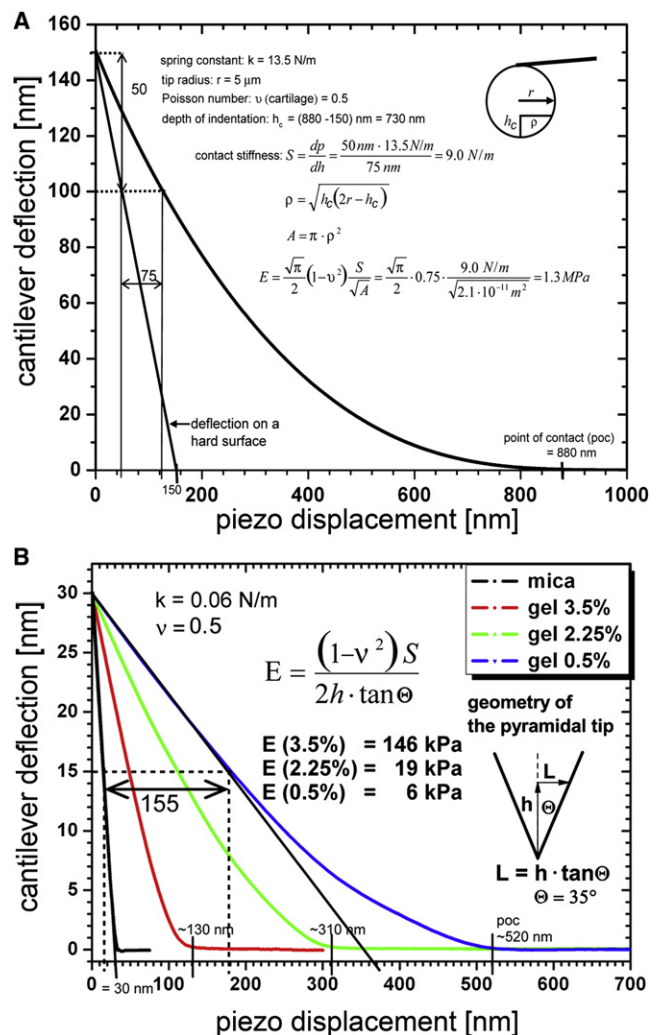 A
cantilever deflection [nm]
160
140
120
100
80
60
40
20
0
50
75
spring constant: k = 13.5 N/m
tip radius: r = 5 µm
Poisson number: υ (cartilage) = 0.5
depth of indentation: h_c = (880 -150) nm = 730 nm
contact stiffness: S = dp/dh = (50 nm · 13.5 N/m)/(75 nm) = 9.0 N/m
ρ = √(h_c(2r − h_c))
A = π · ρ²
E = (√π/2)(1−υ²)(S/√A) = (√π/2) · 0.75 · (9.0 N/m)/√(2.1·10⁻¹¹ m²) = 1.3 MPa
r
h_c ρ
deflection on a
hard surface
point of contact (poc)
= 880 nm
0 150 200 400 600 800 1000
piezo displacement [nm]
B
cantilever deflection [nm]
30
25
20
15
10
5
0
k = 0.06 N/m
ν = 0.5
E = ((1−ν²) S)/(2h · tanΘ)
E (3.5%) = 146 kPa
E (2.25%) = 19 kPa
E (0.5%) = 6 kPa
mica
gel 3.5%
gel 2.25%
gel 0.5%
geometry of
the pyramidal tip
L
h Θ
L = h · tanΘ
Θ = 35°
155
~130 nm
~310 nm
poc
~520 nm
= 30 nm
0 100 200 300 400 500 600 700
piezo displacement [nm]